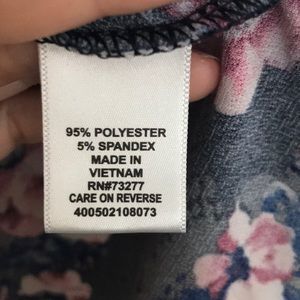 95% POLYESTER
5% SPANDEX
MADE IN
VIETNAM
RN#73277
CARE ON REVERSE
400502108073